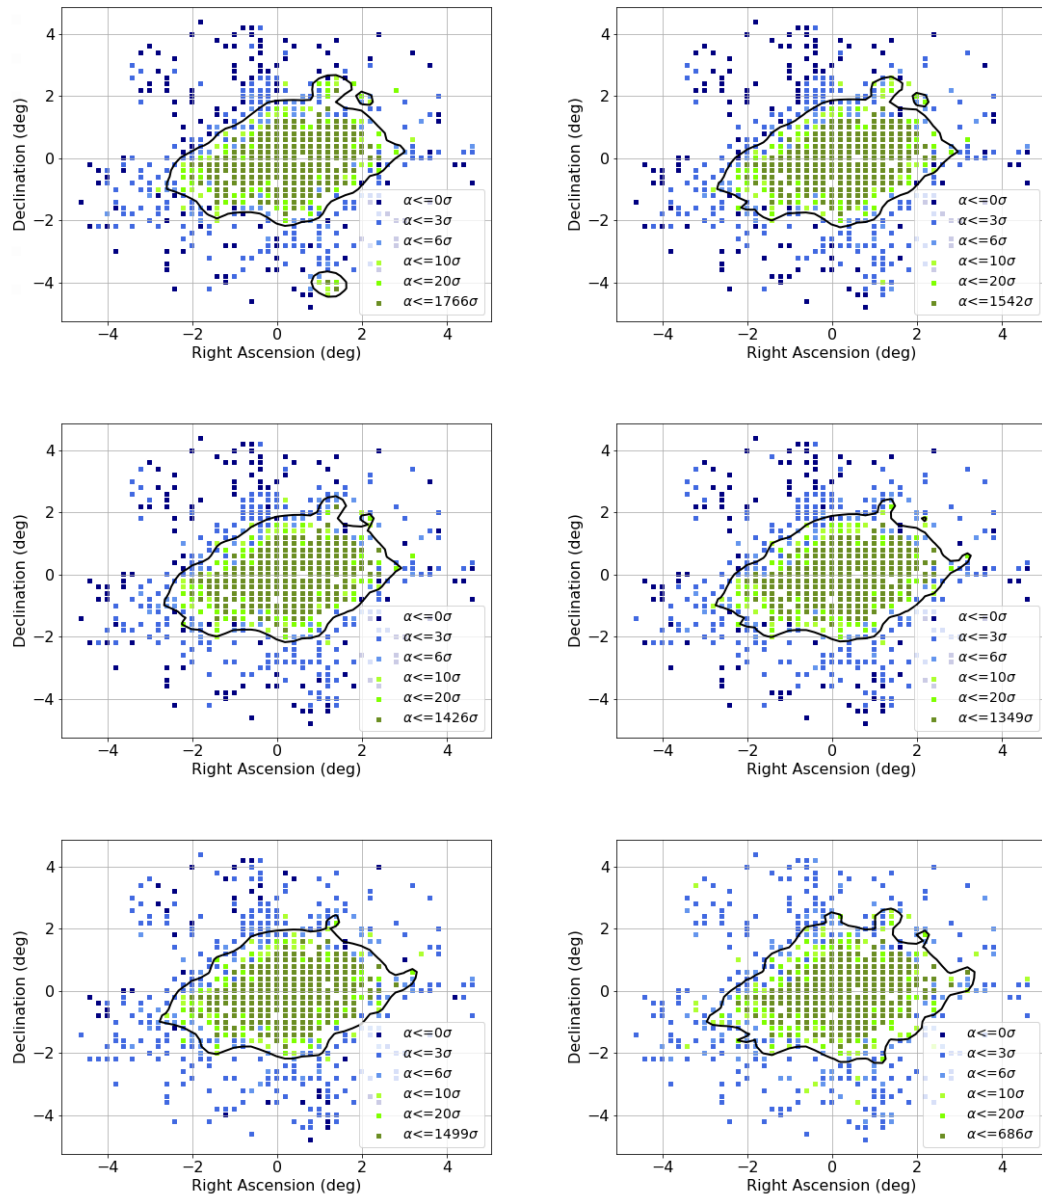 4
2
0
−2
−4
Declination (deg)
α<=0σ
α<=3σ
α<=6σ
α<=10σ
α<=20σ
α<=1766σ
−4 −2 0 2 4
Right Ascension (deg)
4
2
0
−2
−4
Declination (deg)
α<=0σ
α<=3σ
α<=6σ
α<=10σ
α<=20σ
α<=1542σ
−4 −2 0 2 4
Right Ascension (deg)
4
2
0
−2
−4
Declination (deg)
α<=0σ
α<=3σ
α<=6σ
α<=10σ
α<=20σ
α<=1426σ
−4 −2 0 2 4
Right Ascension (deg)
4
2
0
−2
−4
Declination (deg)
α<=0σ
α<=3σ
α<=6σ
α<=10σ
α<=20σ
α<=1349σ
−4 −2 0 2 4
Right Ascension (deg)
4
2
0
−2
−4
Declination (deg)
α<=0σ
α<=3σ
α<=6σ
α<=10σ
α<=20σ
α<=1499σ
−4 −2 0 2 4
Right Ascension (deg)
4
2
0
−2
−4
Declination (deg)
α<=0σ
α<=3σ
α<=6σ
α<=10σ
α<=20σ
α<=686σ
−4 −2 0 2 4
Right Ascension (deg)